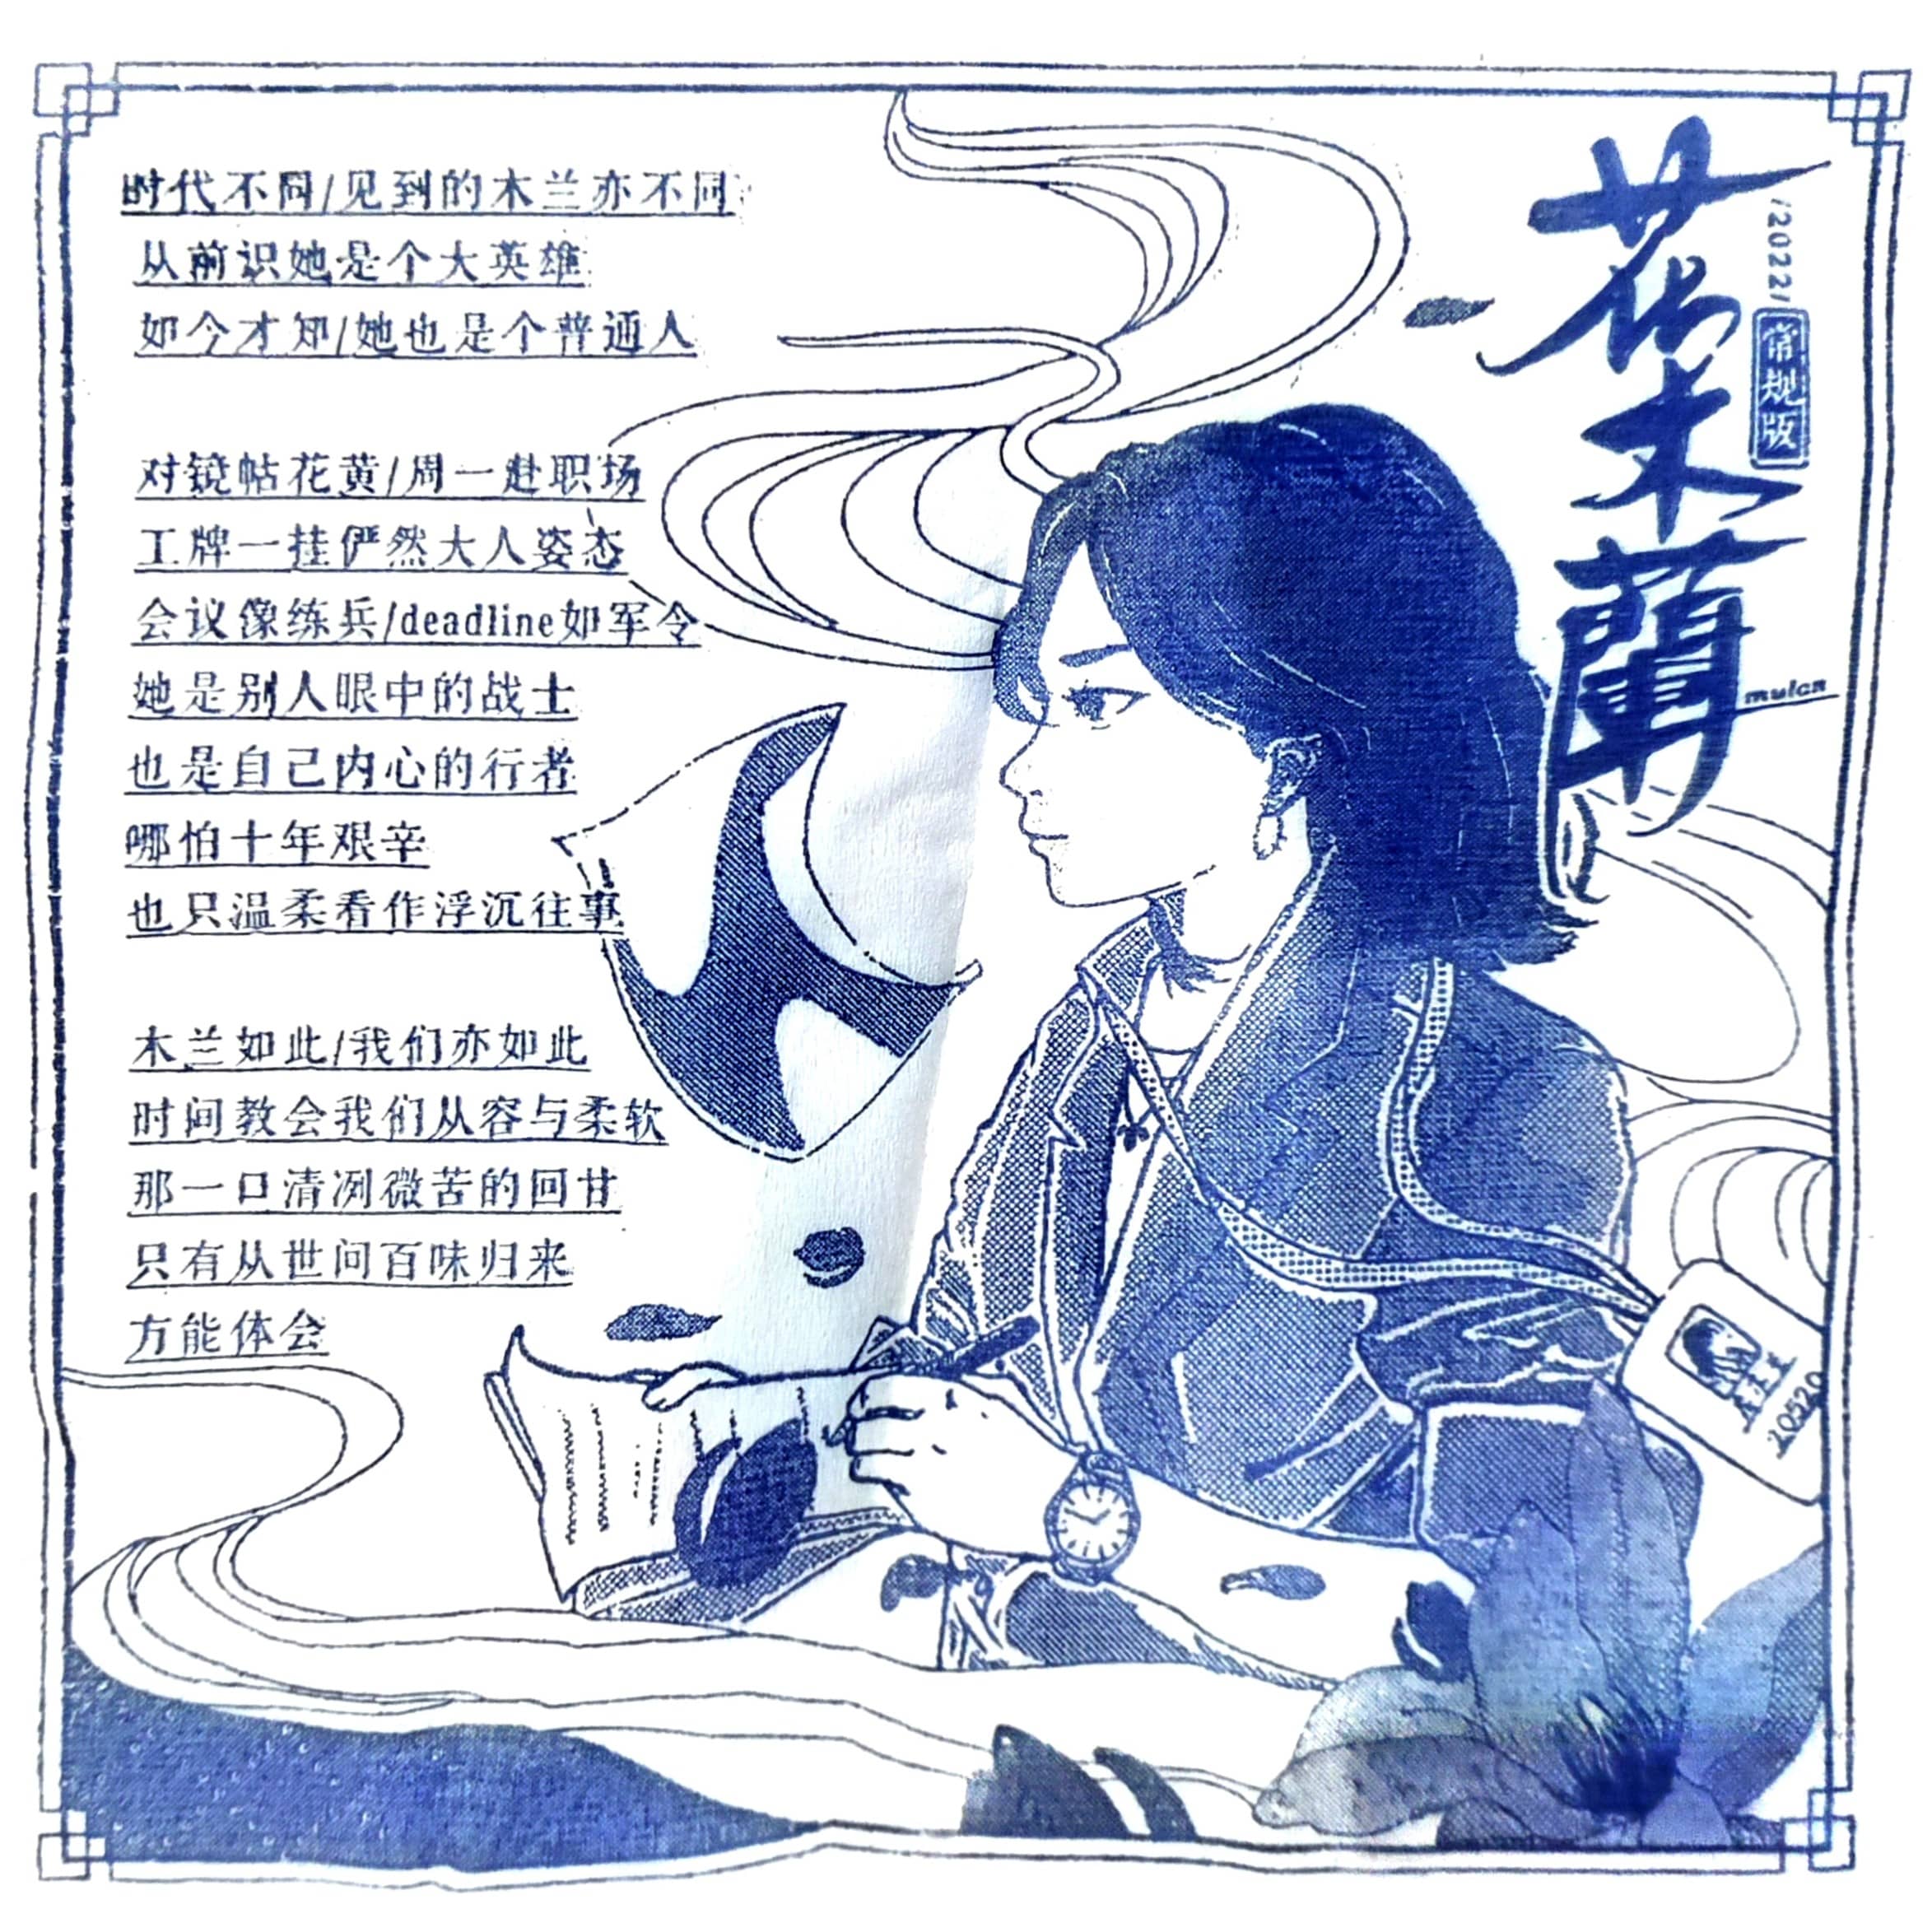 时代不同/见到的木兰亦不同
从前识她是个大英雄
如今才知/她也是个普通人
对镜帖花黄/周一赴职场
工牌一挂俨然大人姿态
会议像练兵/deadline如军令
她是别人眼中的战士
也是自己内心的行者
哪怕十年艰辛
也只温柔看作浮沉往事
木兰如此/我们亦如此
时间教会我们从容与柔软
那一口清冽微苦的回甘
只有从世间百味归来
方能体会
花木蘭
/2022/
常规版
mulan
20520